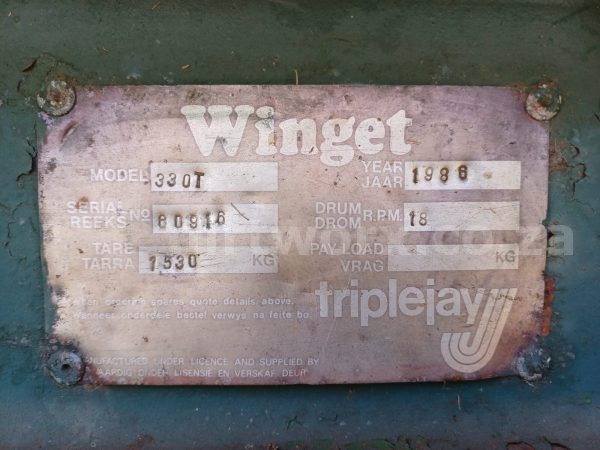 Winget
MODEL 330T
YEAR JAAR 1986
SERIAL REEKS NO 80916
DRUM DROM R.P.M. 18
TARE TARRA 1530 KG
PAY LOAD VRAG KG
When ordering spares quote details above.
Wanneer onderdele bestel verwys na feite bo.
triplejay
MANUFACTURED UNDER LICENCE AND SUPPLIED BY
VAARDIG ONDER LISENSIE EN VERSKAF DEUR